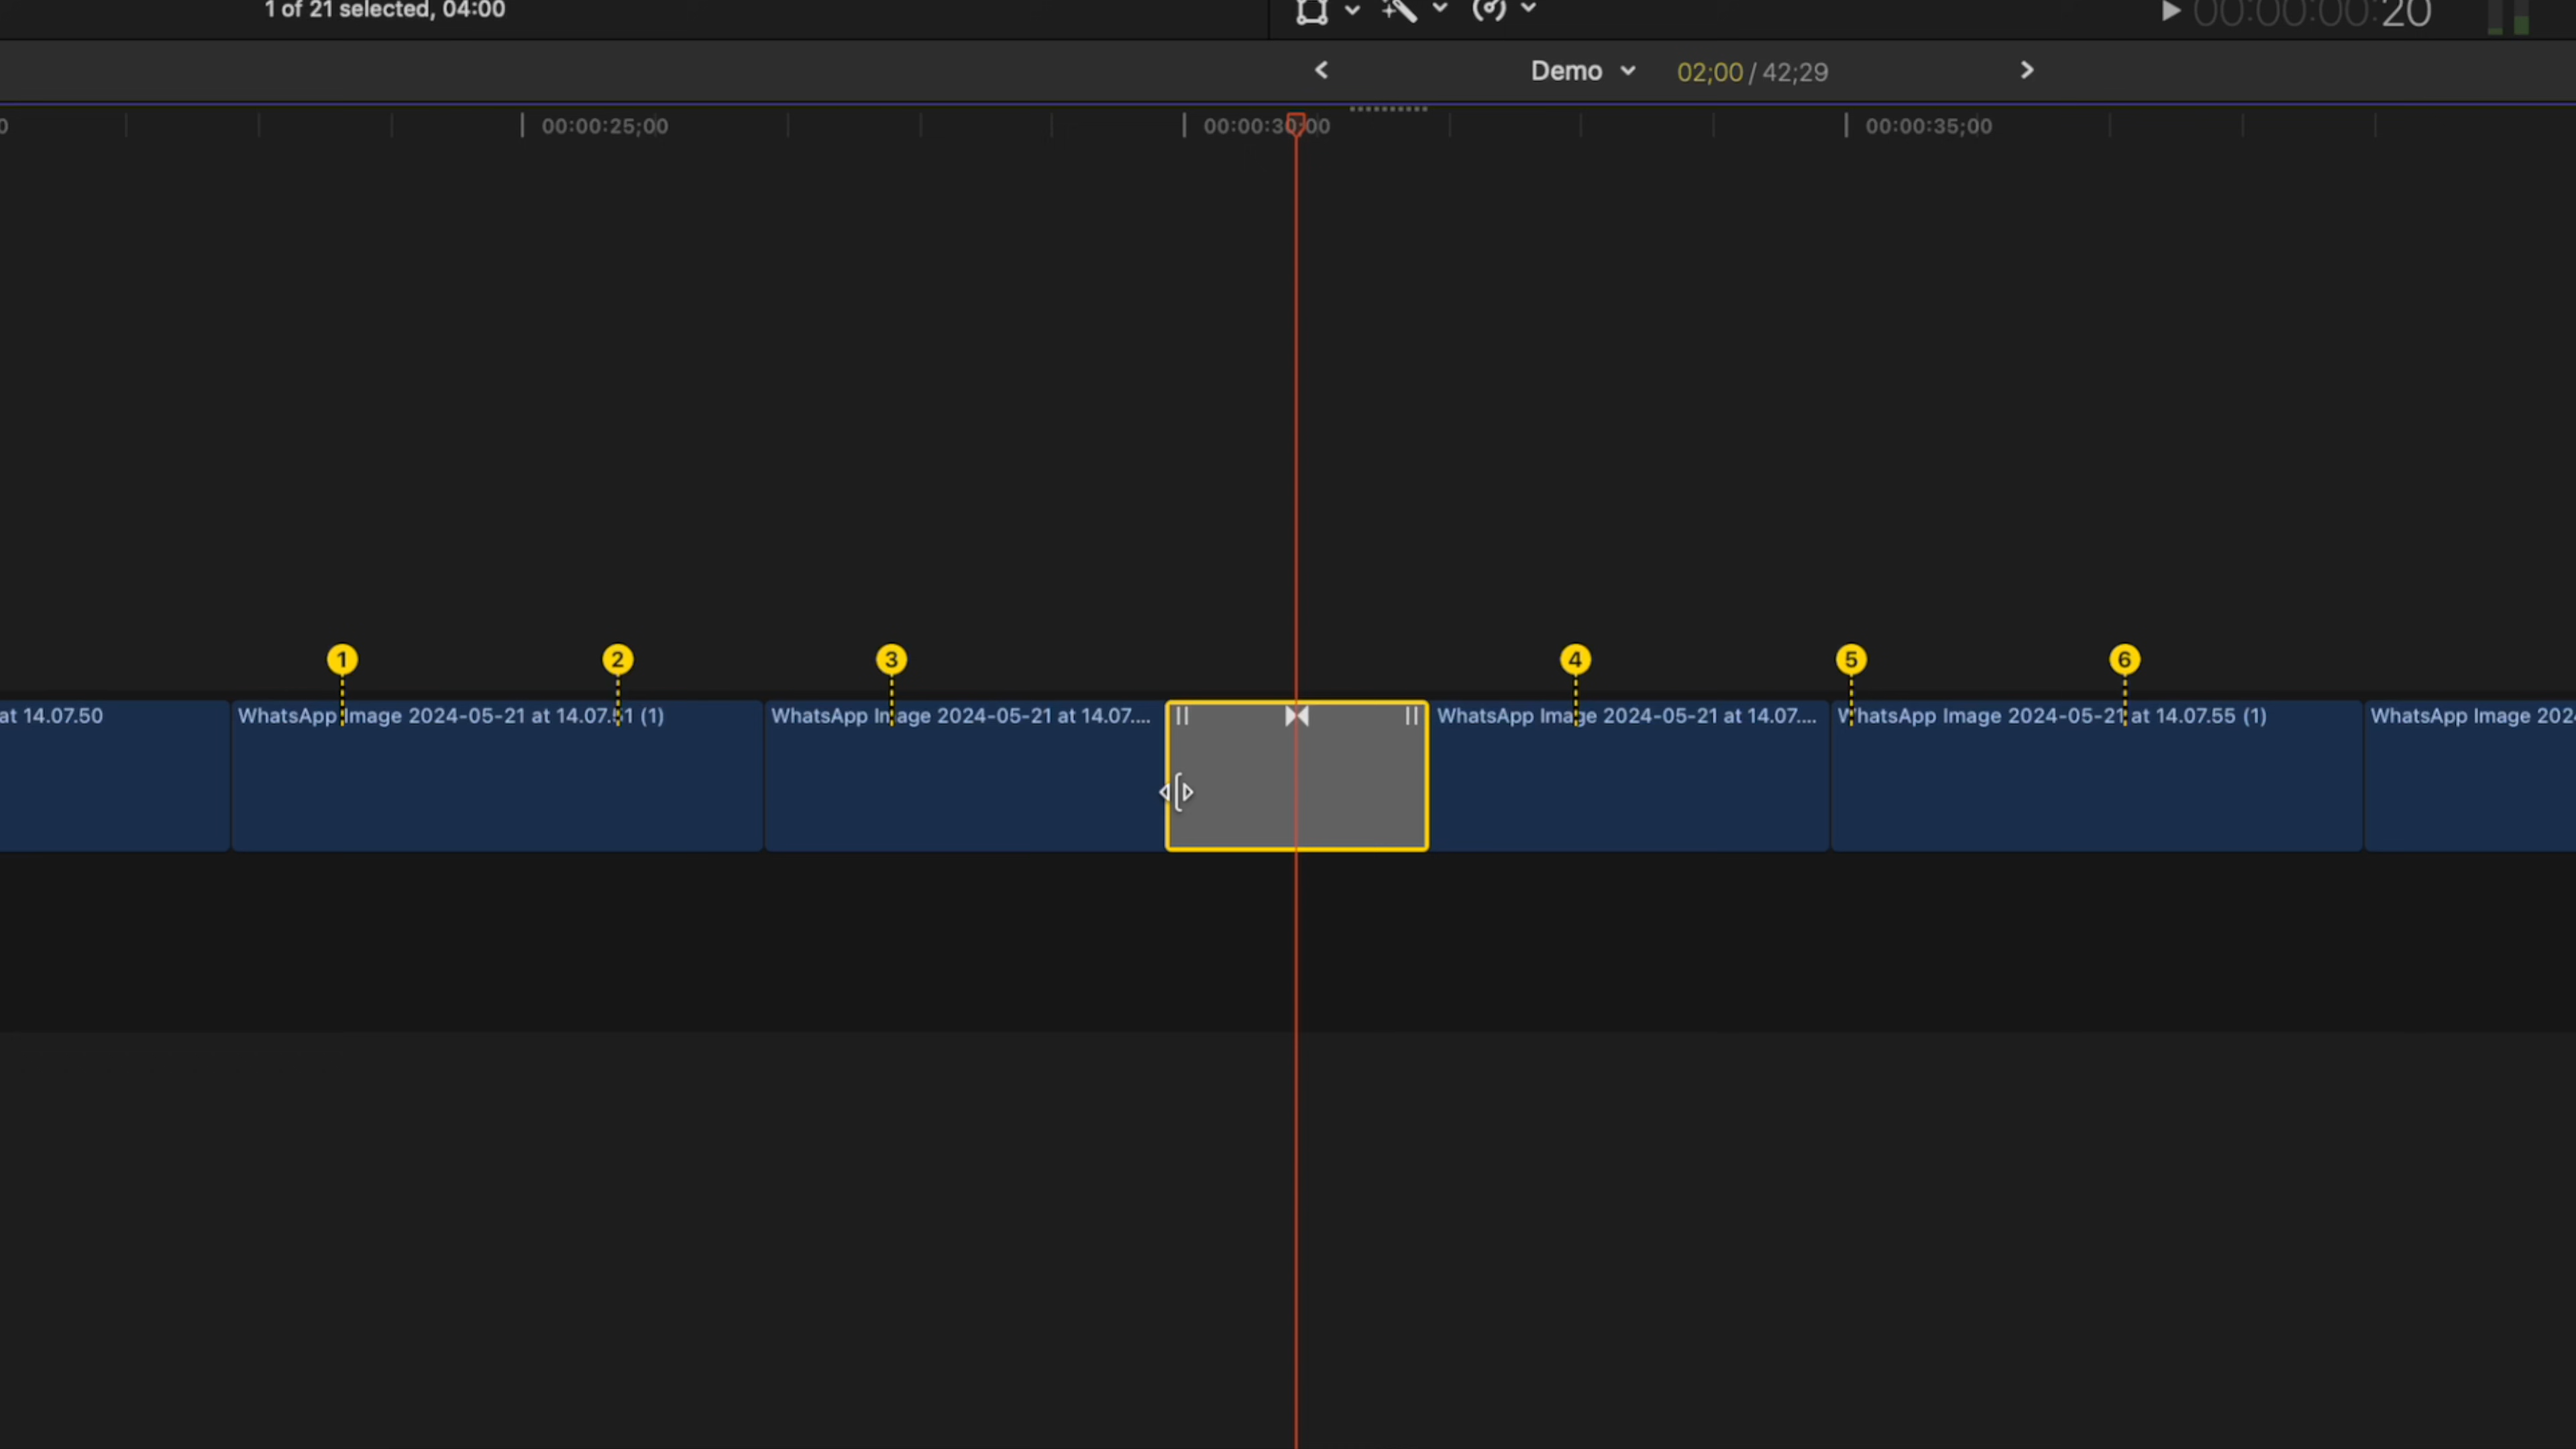 1 of 21 selected, 04:00
00:00:00:20
Demo 02;00 / 42;29
0 00:00:25;00 00:00:30;00 00:00:35;00
1 2 3 4 5 6
at 14.07.50 WhatsApp Image 2024-05-21 at 14.07.51 (1) WhatsApp Image 2024-05-21 at 14.07.... WhatsApp Image 2024-05-21 at 14.07.... WhatsApp Image 2024-05-21 at 14.07.55 (1) WhatsApp Image 202